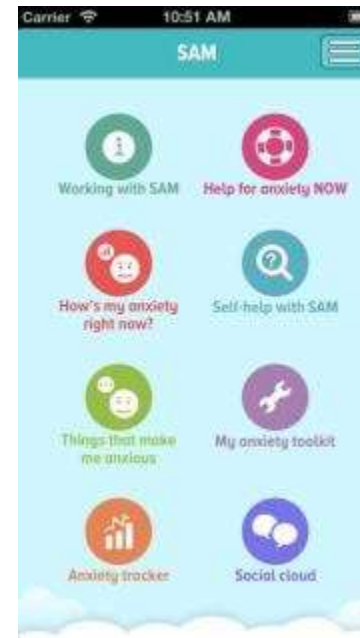 Carrier 10:51 AM
SAM
Working with SAM
Help for anxiety NOW
How's my anxiety
right now?
Self-help with SAM
Things that make
me anxious
My anxiety toolkit
Anxiety tracker
Social cloud